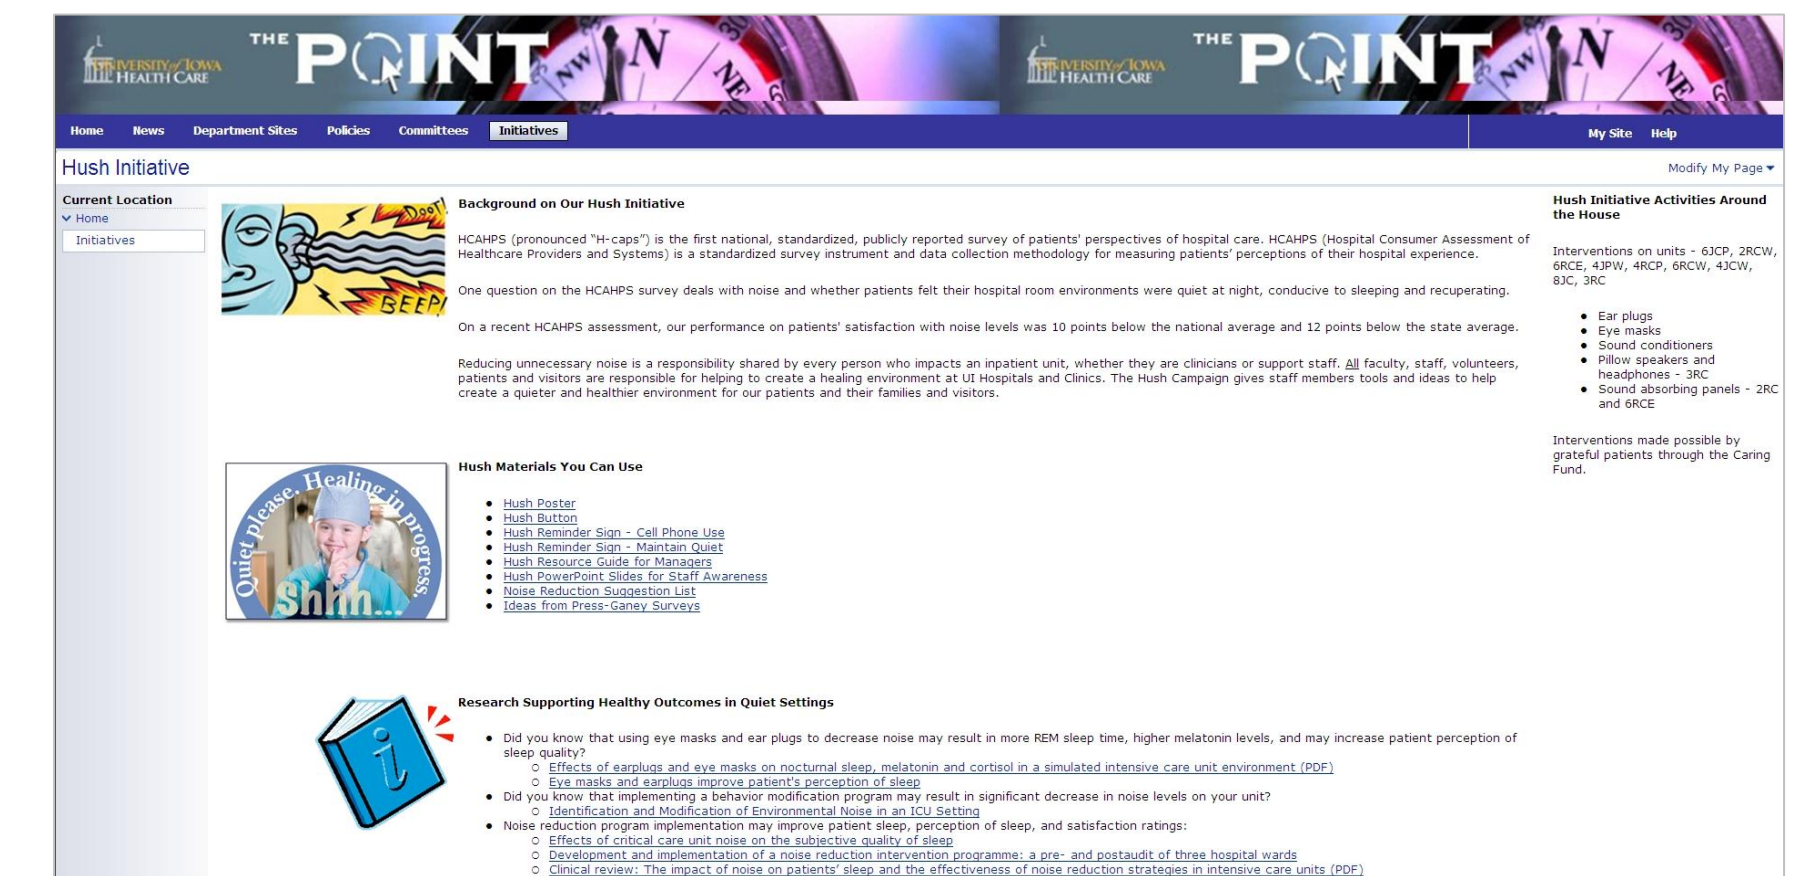 UNIVERSITY of IOWA
HEALTH CARE
THE POINT
N
NW
NE
UNIVERSITY of IOWA
HEALTH CARE
THE POINT
N
NW
NE
Home News Department Sites Policies Committees Initiatives My Site Help
Hush Initiative
Modify My Page
Current Location
Home
Initiatives
DOOT!
BEEP!
Background on Our Hush Initiative
HCAHPS (pronounced “H-caps”) is the first national, standardized, publicly reported survey of patients' perspectives of hospital care. HCAHPS (Hospital Consumer Assessment of
Healthcare Providers and Systems) is a standardized survey instrument and data collection methodology for measuring patients’ perceptions of their hospital experience.
One question on the HCAHPS survey deals with noise and whether patients felt their hospital room environments were quiet at night, conducive to sleeping and recuperating.
On a recent HCAHPS assessment, our performance on patients' satisfaction with noise levels was 10 points below the national average and 12 points below the state average.
Reducing unnecessary noise is a responsibility shared by every person who impacts an inpatient unit, whether they are clinicians or support staff. All faculty, staff, volunteers,
patients and visitors are responsible for helping to create a healing environment at UI Hospitals and Clinics. The Hush Campaign gives staff members tools and ideas to help
create a quieter and healthier environment for our patients and their families and visitors.
Quiet please. Healing in progress.
Shhh...
Hush Materials You Can Use
Hush Poster
Hush Button
Hush Reminder Sign - Cell Phone Use
Hush Reminder Sign - Maintain Quiet
Hush Resource Guide for Managers
Hush PowerPoint Slides for Staff Awareness
Noise Reduction Suggestion List
Ideas from Press-Ganey Surveys
i
Research Supporting Healthy Outcomes in Quiet Settings
Did you know that using eye masks and ear plugs to decrease noise may result in more REM sleep time, higher melatonin levels, and may increase patient perception of
sleep quality?
Effects of earplugs and eye masks on nocturnal sleep, melatonin and cortisol in a simulated intensive care unit environment (PDF)
Eye masks and earplugs improve patient's perception of sleep
Did you know that implementing a behavior modification program may result in significant decrease in noise levels on your unit?
Identification and Modification of Environmental Noise in an ICU Setting
Noise reduction program implementation may improve patient sleep, perception of sleep, and satisfaction ratings:
Effects of critical care unit noise on the subjective quality of sleep
Development and implementation of a noise reduction intervention programme: a pre- and postaudit of three hospital wards
Clinical review: The impact of noise on patients’ sleep and the effectiveness of noise reduction strategies in intensive care units (PDF)
Hush Initiative Activities Around
the House
Interventions on units - 6JCP, 2RCW,
6RCE, 4JPW, 4RCP, 6RCW, 4JCW,
8JC, 3RC
Ear plugs
Eye masks
Sound conditioners
Pillow speakers and
headphones - 3RC
Sound absorbing panels - 2RC
and 6RCE
Interventions made possible by
grateful patients through the Caring
Fund.